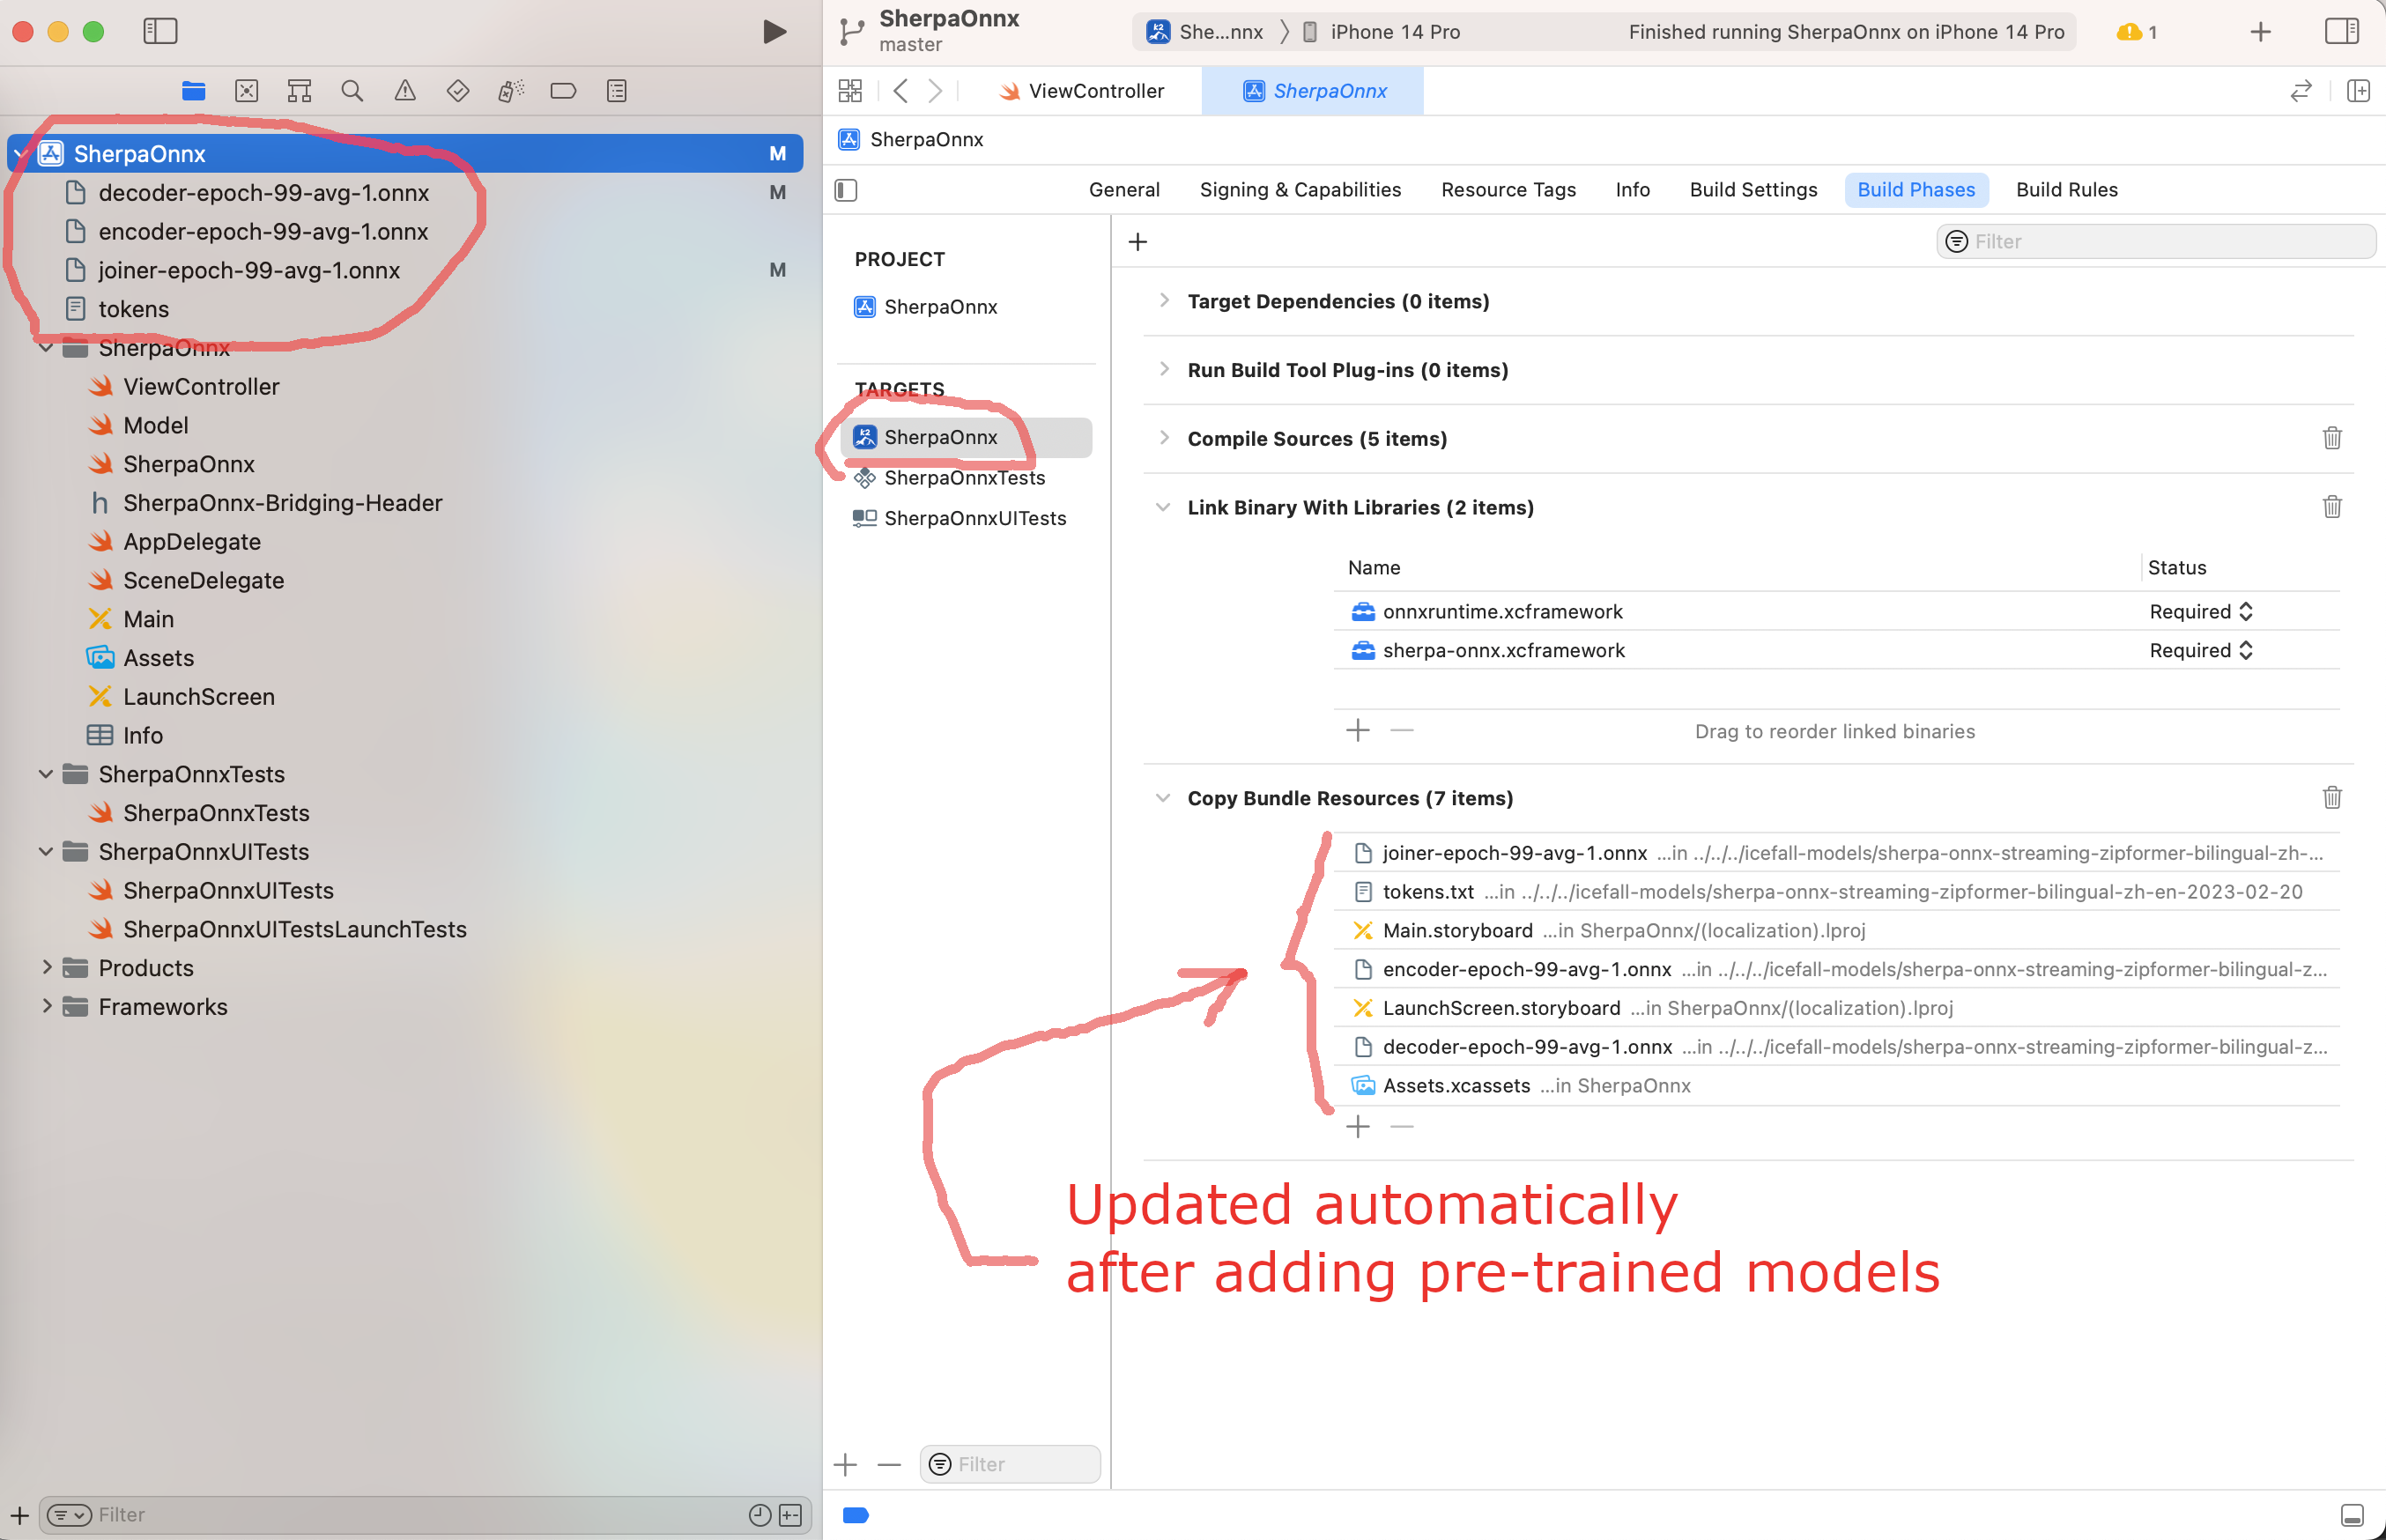 SherpaOnnx
master
She...nnx
iPhone 14 Pro
Finished running SherpaOnnx on iPhone 14 Pro
1
ViewController
SherpaOnnx
SherpaOnnx
SherpaOnnx M
decoder-epoch-99-avg-1.onnx M
encoder-epoch-99-avg-1.onnx
joiner-epoch-99-avg-1.onnx M
tokens
SherpaOnnx
ViewController
Model
SherpaOnnx
h SherpaOnnx-Bridging-Header
AppDelegate
SceneDelegate
Main
Assets
LaunchScreen
Info
SherpaOnnxTests
SherpaOnnxTests
SherpaOnnxUITests
SherpaOnnxUITests
SherpaOnnxUITestsLaunchTests
Products
Frameworks
Filter
General Signing & Capabilities Resource Tags Info Build Settings Build Phases Build Rules
PROJECT
SherpaOnnx
TARGETS
k2 SherpaOnnx
SherpaOnnxTests
SherpaOnnxUITests
Filter
Filter
Target Dependencies (0 items)
Run Build Tool Plug-ins (0 items)
Compile Sources (5 items)
Link Binary With Libraries (2 items)
Name Status
onnxruntime.xcframework Required
sherpa-onnx.xcframework Required
Drag to reorder linked binaries
Copy Bundle Resources (7 items)
joiner-epoch-99-avg-1.onnx ...in ../../../icefall-models/sherpa-onnx-streaming-zipformer-bilingual-zh-...
tokens.txt ...in ../../../icefall-models/sherpa-onnx-streaming-zipformer-bilingual-zh-en-2023-02-20
Main.storyboard ...in SherpaOnnx/(localization).lproj
encoder-epoch-99-avg-1.onnx ...in ../../../icefall-models/sherpa-onnx-streaming-zipformer-bilingual-z...
LaunchScreen.storyboard ...in SherpaOnnx/(localization).lproj
decoder-epoch-99-avg-1.onnx ...in ../../../icefall-models/sherpa-onnx-streaming-zipformer-bilingual-z...
Assets.xcassets ...in SherpaOnnx
Updated automatically
after adding pre-trained models